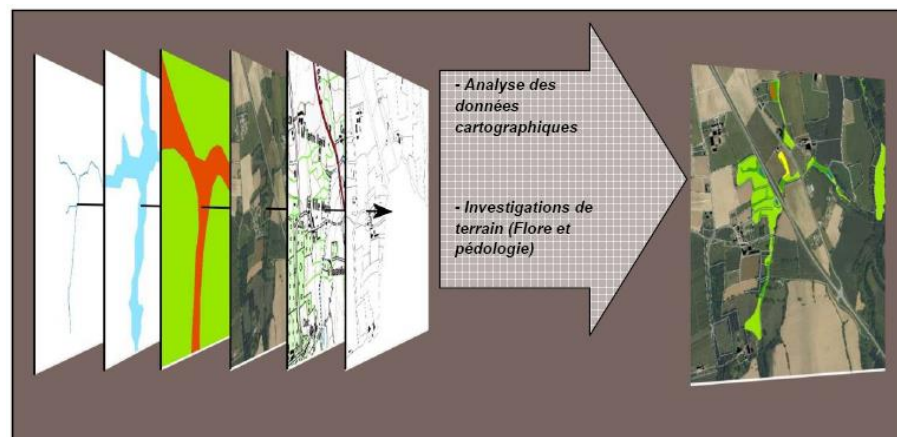 - Analyse des
données
cartographiques
- Investigations de
terrain (Flore et
pédologie)